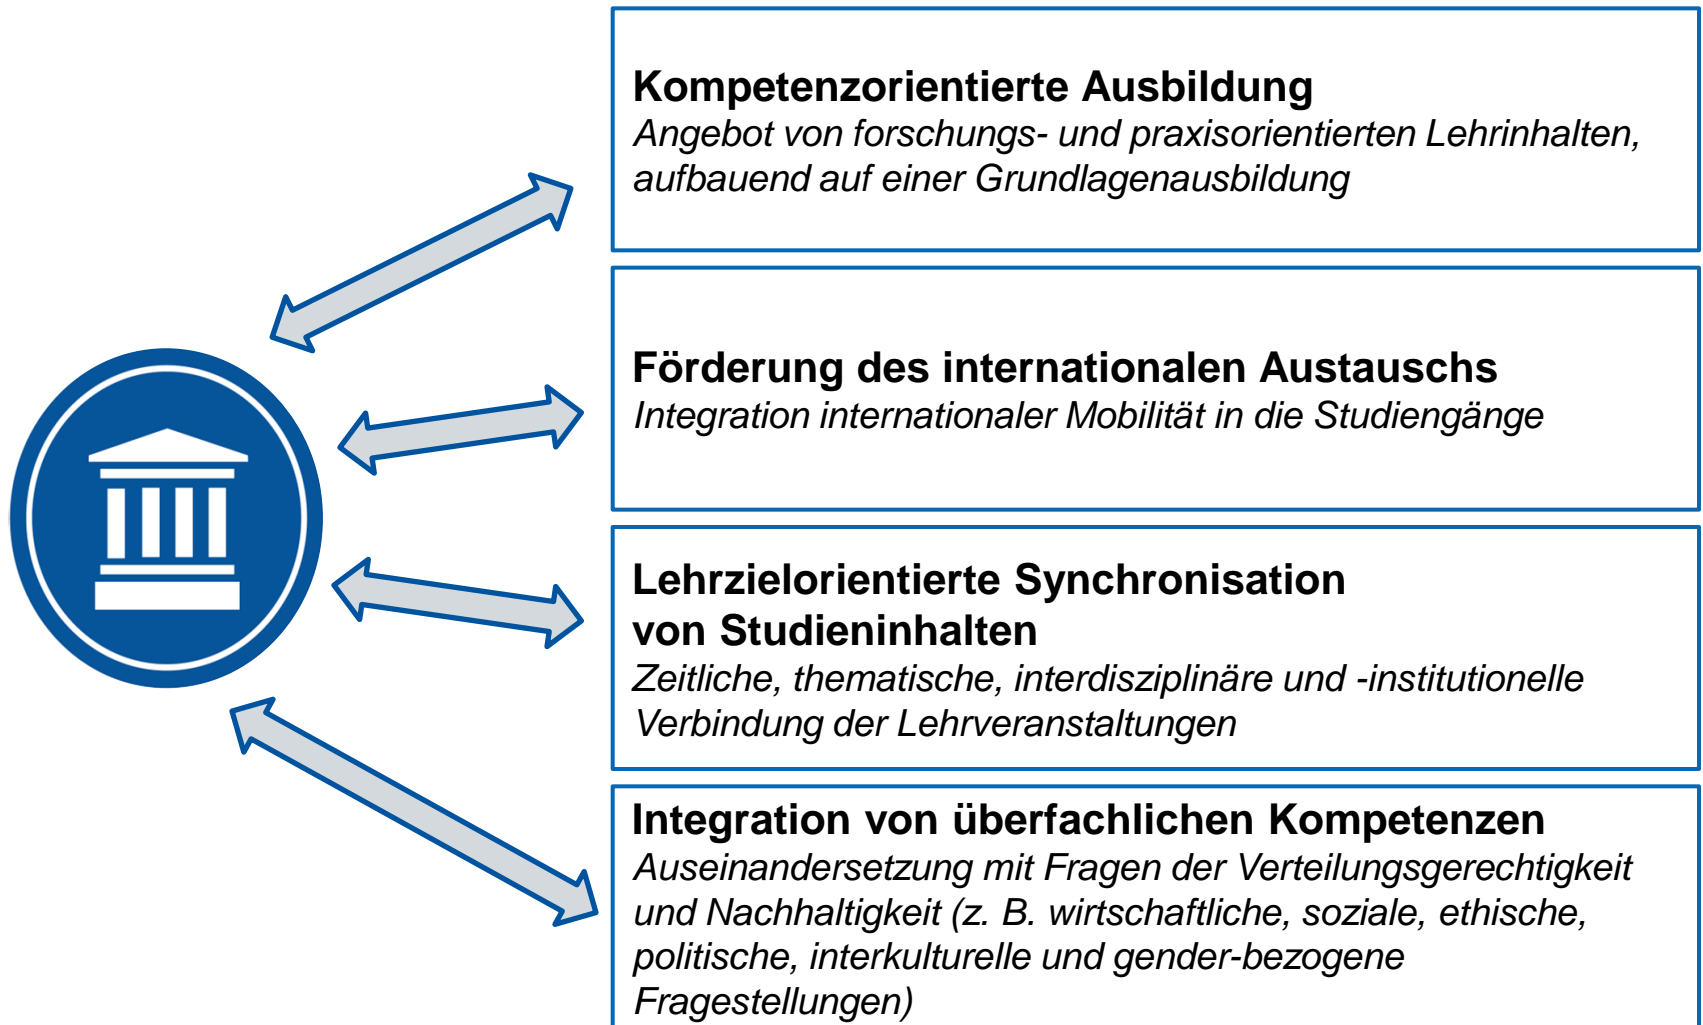 Kompetenzorientierte Ausbildung
Angebot von forschungs- und praxisorientierten Lehrinhalten,
aufbauend auf einer Grundlagenausbildung
Förderung des internationalen Austauschs
Integration internationaler Mobilität in die Studiengänge
Lehrzielorientierte Synchronisation
von Studieninhalten
Zeitliche, thematische, interdisziplinäre und -institutionelle
Verbindung der Lehrveranstaltungen
Integration von überfachlichen Kompetenzen
Auseinandersetzung mit Fragen der Verteilungsgerechtigkeit
und Nachhaltigkeit (z. B. wirtschaftliche, soziale, ethische,
politische, interkulturelle und gender-bezogene
Fragestellungen)